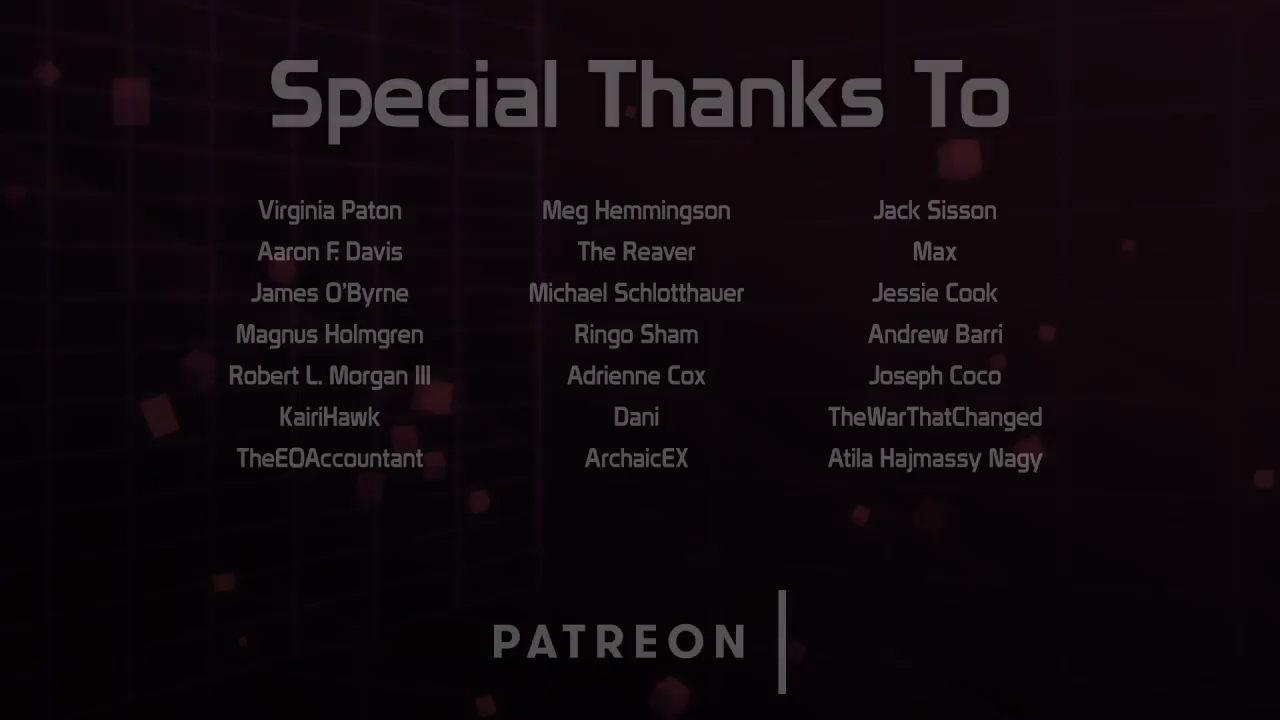 Special Thanks To
Virginia Paton
Aaron F. Davis
James O'Byrne
Magnus Holmgren
Robert L. Morgan III
KairiHawk
TheEOAccountant
Meg Hemmingson
The Reaver
Michael Schlotthauer
Ringo Sham
Adrienne Cox
Dani
ArchaicEX
Jack Sisson
Max
Jessie Cook
Andrew Barri
Joseph Coco
TheWarThatChanged
Atila Hajmassy Nagy
PATREON